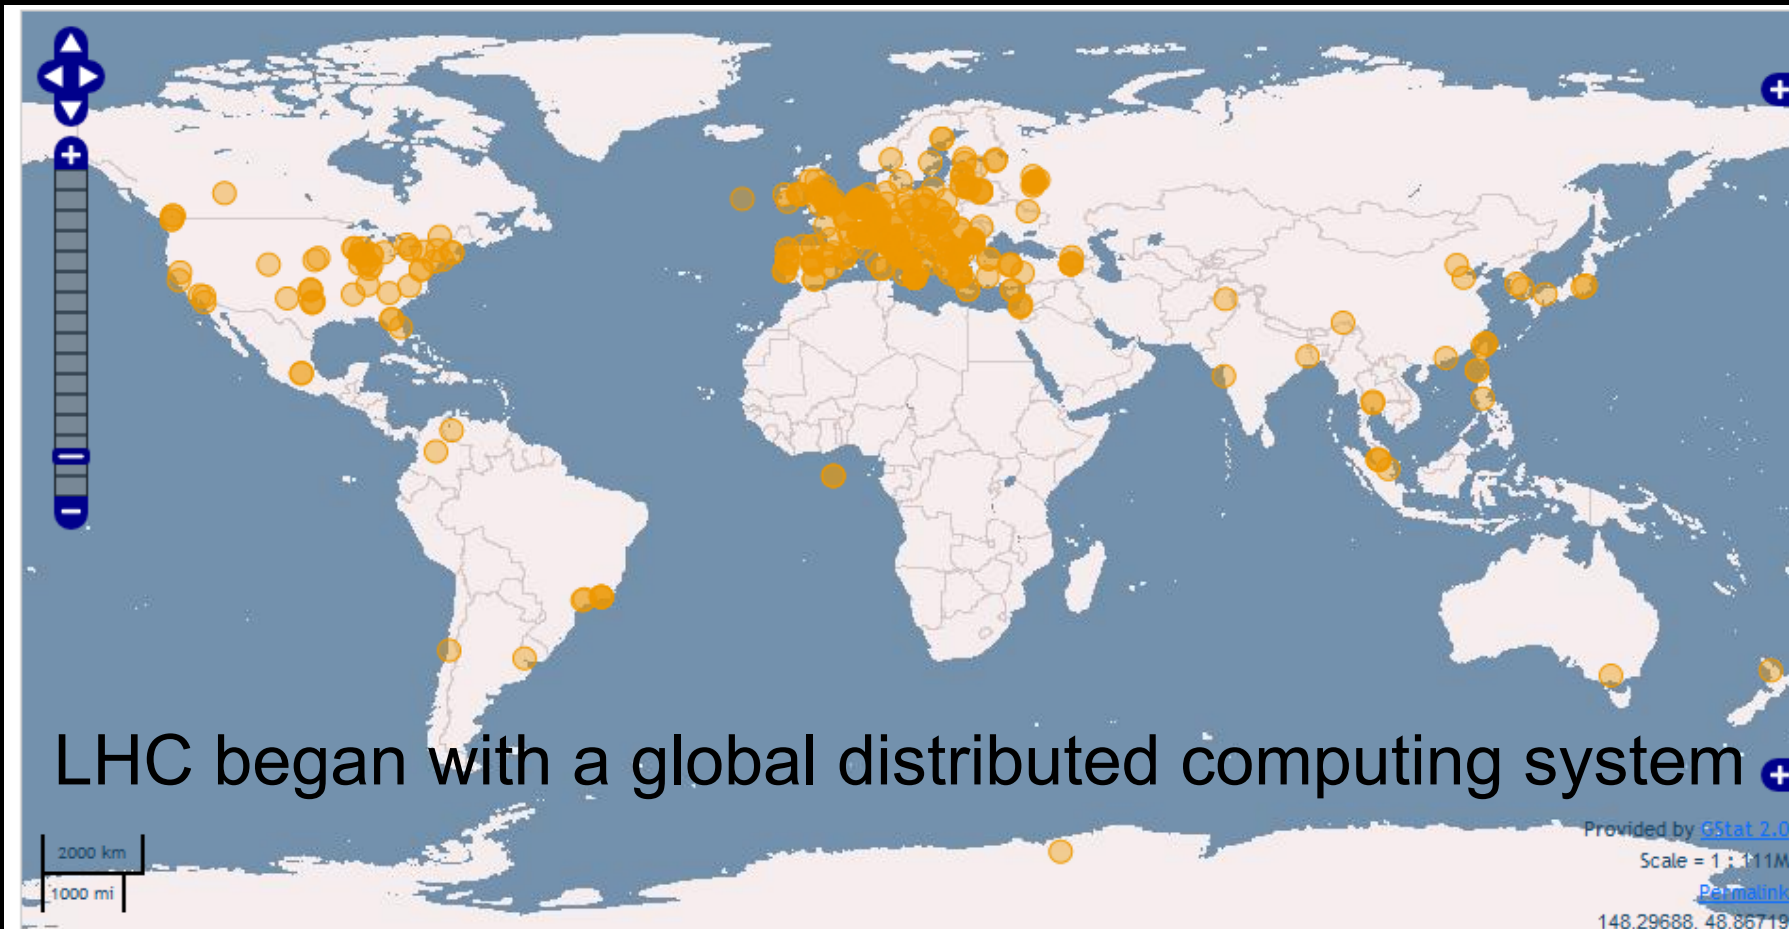 LHC began with a global distributed computing system
2000 km
1000 mi
Provided by GStat 2.0
Scale = 1 : 111M
Permalink
148.29688, 48.86719